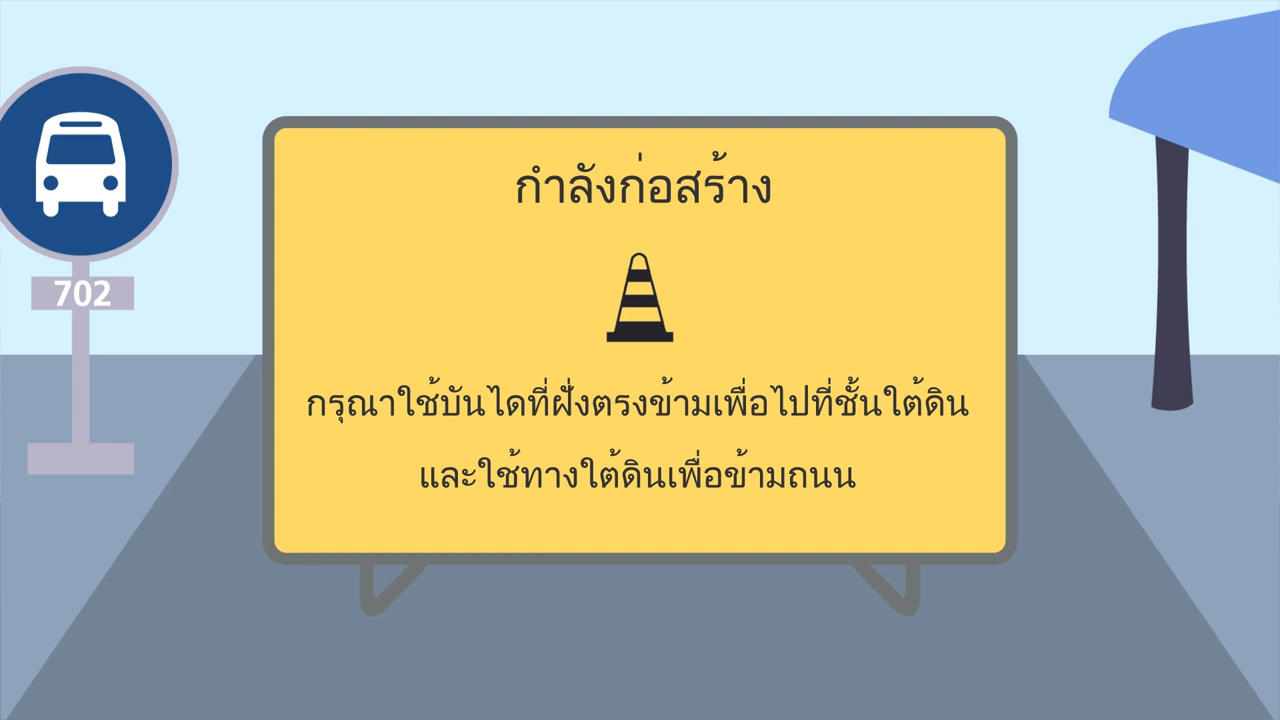 702
กำลังก่อสร้าง
กรุณาใช้บันไดที่ฝั่งตรงข้ามเพื่อไปที่ชั้นใต้ดิน
และใช้ทางใต้ดินเพื่อข้ามถนน